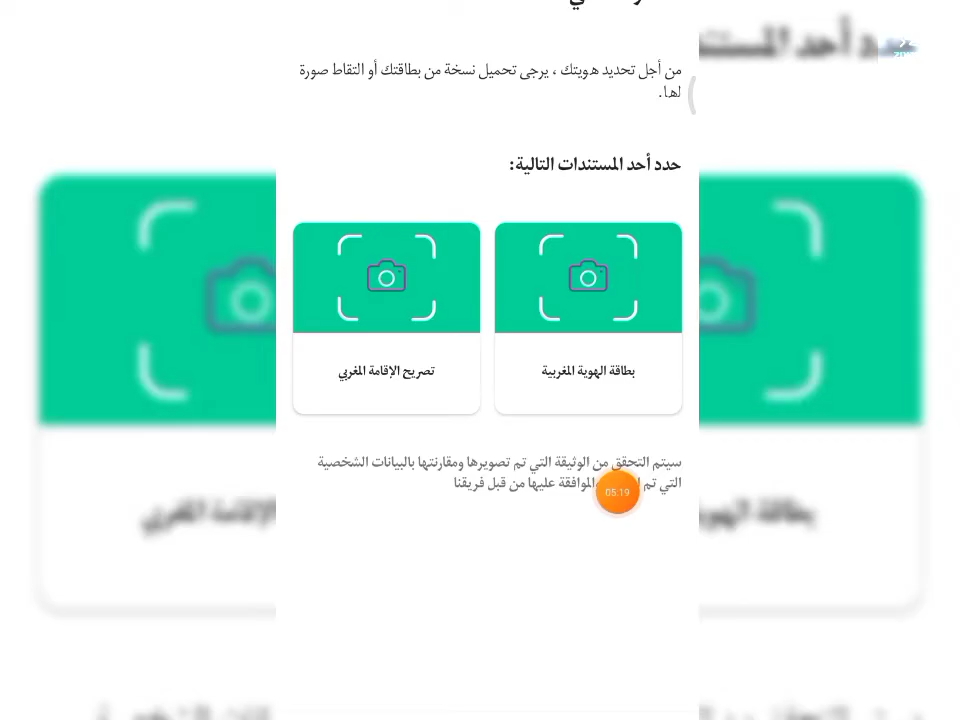 من أجل تحديد هويتك ، يرجى تحميل نسخة من بطاقتك أو التقاط صورة
لها.
حدد أحد المستندات التالية:
بطاقة الهوية المغربية
تصريح الإقامة المغربي
سيتم التحقق من الوثيقة التي تم تصويرها ومقارنتها بالبيانات الشخصية
التي تم والموافقة عليها من قبل فريقنا
05:19